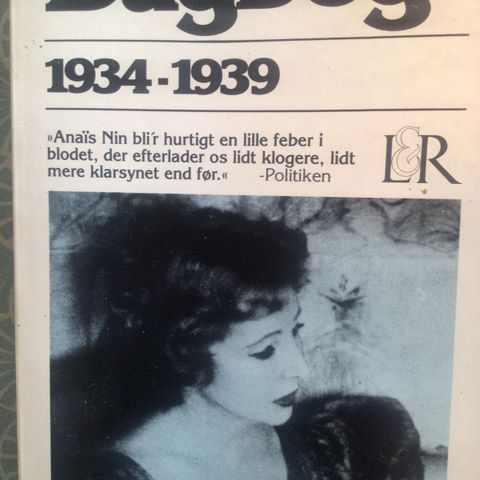 Dagbog
1934-1939
»Anaïs Nin bli'r hurtigt en lille feber i
blodet, der efterlader os lidt klogere, lidt
mere klarsynet end før.« -Politiken
L&R